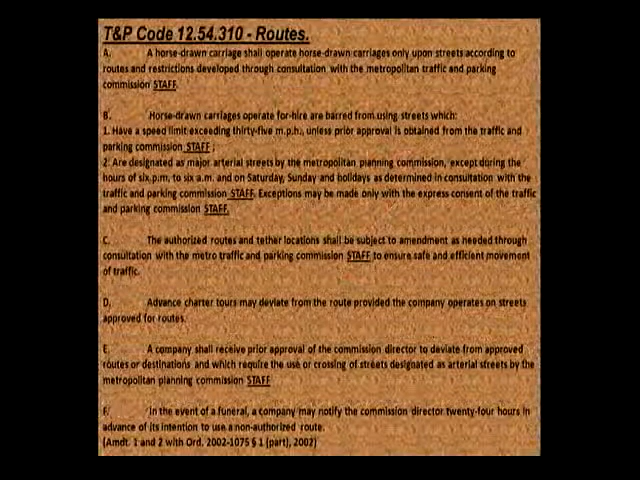 T&P Code 12.54.310 - Routes.
A. A horse-drawn carriage shall operate horse-drawn carriages only upon streets according to
routes and restrictions developed through consultation with the metropolitan traffic and parking
commission STAFF.
B. Horse-drawn carriages operate for-hire are barred from using streets which:
1. Have a speed limit exceeding thirty-five m.p.h., unless prior approval is obtained from the traffic and
parking commission STAFF ;
2. Are designated as major arterial streets by the metropolitan planning commission, except during the
hours of six p.m. to six a.m. and on Saturday, Sunday and holidays as determined in consultation with the
traffic and parking commission STAFF. Exceptions may be made only with the express consent of the traffic
and parking commission STAFF.
C. The authorized routes and tether locations shall be subject to amendment as needed through
consultation with the metro traffic and parking commission STAFF to ensure safe and efficient movement
of traffic.
D. Advance charter tours may deviate from the route provided the company operates on streets
approved for routes.
E. A company shall receive prior approval of the commission director to deviate from approved
routes or destinations and which require the use or crossing of streets designated as arterial streets by the
metropolitan planning commission STAFF
F. In the event of a funeral, a company may notify the commission director twenty-four hours in
advance of its intention to use a non-authorized route.
(Amdt. 1 and 2 with Ord. 2002-1075 § 1 (part), 2002)